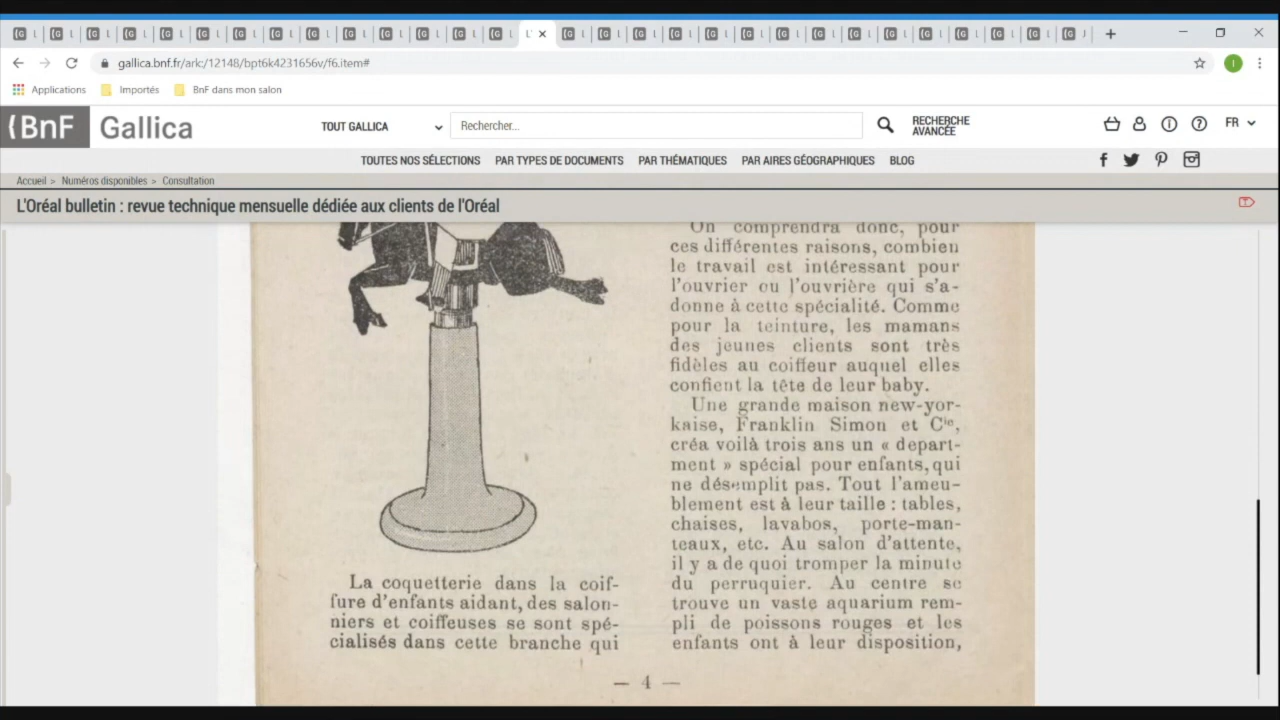 gallica.bnf.fr/ark:/12148/bpt6k4231656v/f6.item#
Applications
Importés
BnF dans mon salon
{BnF Gallica
TOUT GALLICA
Rechercher...
RECHERCHE
AVANCÉE
FR
TOUTES NOS SÉLECTIONS
PAR TYPES DE DOCUMENTS
PAR THÉMATIQUES
PAR AIRES GÉOGRAPHIQUES
BLOG
Accueil > Numéros disponibles > Consultation
L'Oréal bulletin : revue technique mensuelle dédiée aux clients de l'Oréal
La coquetterie dans la coif-
fure d'enfants aidant, des salon-
niers et coiffeuses se sont spé-
cialisés dans cette branche qui
On comprendra donc, pour
ces différentes raisons, combien
le travail est intéressant pour
l'ouvrier ou l'ouvrière qui s'a-
donne à cette spécialité. Comme
pour la teinture, les mamans
des jeunes clients sont très
fidèles au coiffeur auquel elles
confient la tête de leur baby.
Une grande maison new-yor-
kaise, Franklin Simon et Cie,
créa voilà trois ans un « depart-
ment » spécial pour enfants, qui
ne désemplit pas. Tout l'ameu-
blement est à leur taille : tables,
chaises, lavabos, porte-man-
teaux, etc. Au salon d'attente,
il y a de quoi tromper la minute
du perruquier. Au centre se
trouve un vaste aquarium rem-
pli de poissons rouges et les
enfants ont à leur disposition,
— 4 —